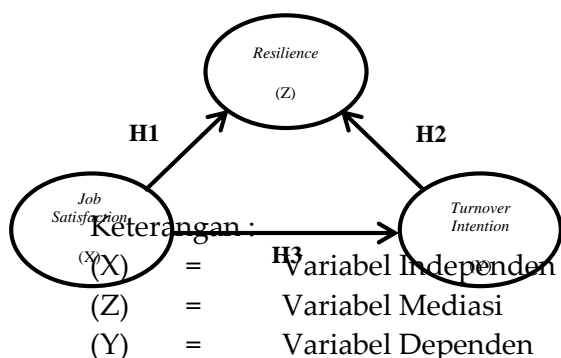 Resilience
(Z)
H1
H2
Job
Satisfaction
(X)
Turnover
Intention
(Y)
H3
Keterangan :
(X) = Variabel Independen
(Z) = Variabel Mediasi
(Y) = Variabel Dependen